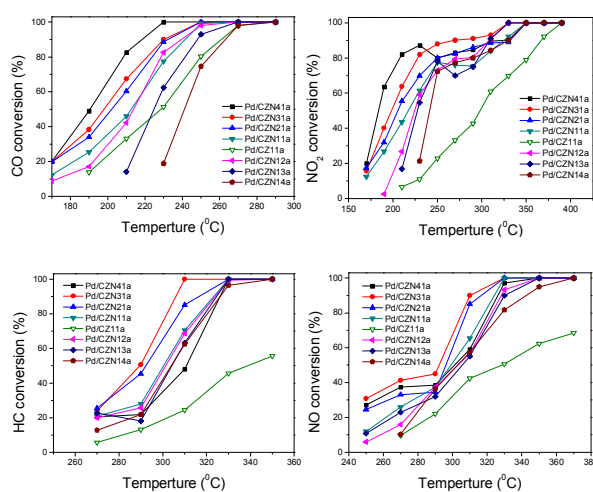 CO conversion (%)
100
80
60
40
20
0
Pd/CZN41a
Pd/CZN31a
Pd/CZN21a
Pd/CZN11a
Pd/CZ11a
Pd/CZN12a
Pd/CZN13a
Pd/CZN14a
180 200 220 240 260 280 300
Temperture (⁰C)
NO₂ conversion (%)
100
80
60
40
20
0
Pd/CZN41a
Pd/CZN31a
Pd/CZN21a
Pd/CZN11a
Pd/CZ11a
Pd/CZN12a
Pd/CZN13a
Pd/CZN14a
150 200 250 300 350 400
Temperture (⁰C)
HC conversion (%)
100
80
60
40
20
0
Pd/CZN41a
Pd/CZN31a
Pd/CZN21a
Pd/CZN11a
Pd/CZ11a
Pd/CZN12a
Pd/CZN13a
Pd/CZN14a
260 280 300 320 340 360
Temperture (⁰C)
NO conversion (%)
100
80
60
40
20
0
Pd/CZN41a
Pd/CZN31a
Pd/CZN21a
Pd/CZN11a
Pd/CZ11a
Pd/CZN12a
Pd/CZN13a
Pd/CZN14a
240 260 280 300 320 340 360
Temperture (⁰C)